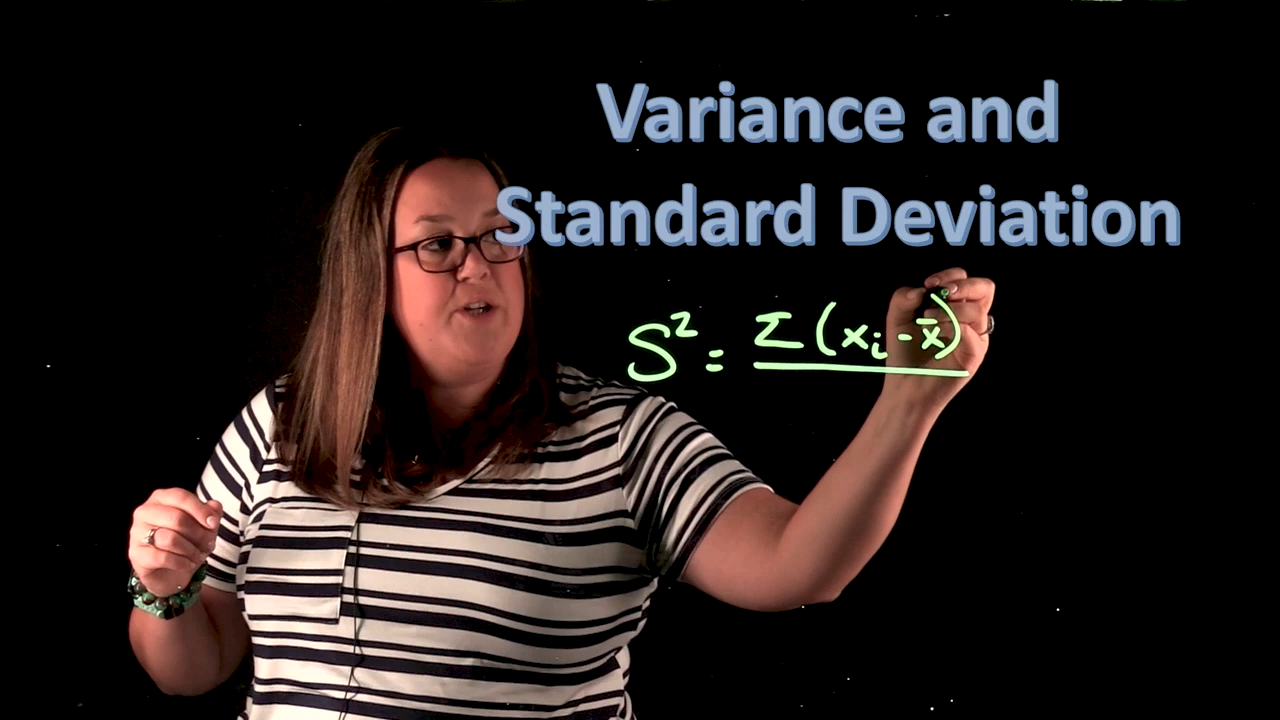 Variance and
Standard Deviation
S² = Σ (xᵢ - x̄)